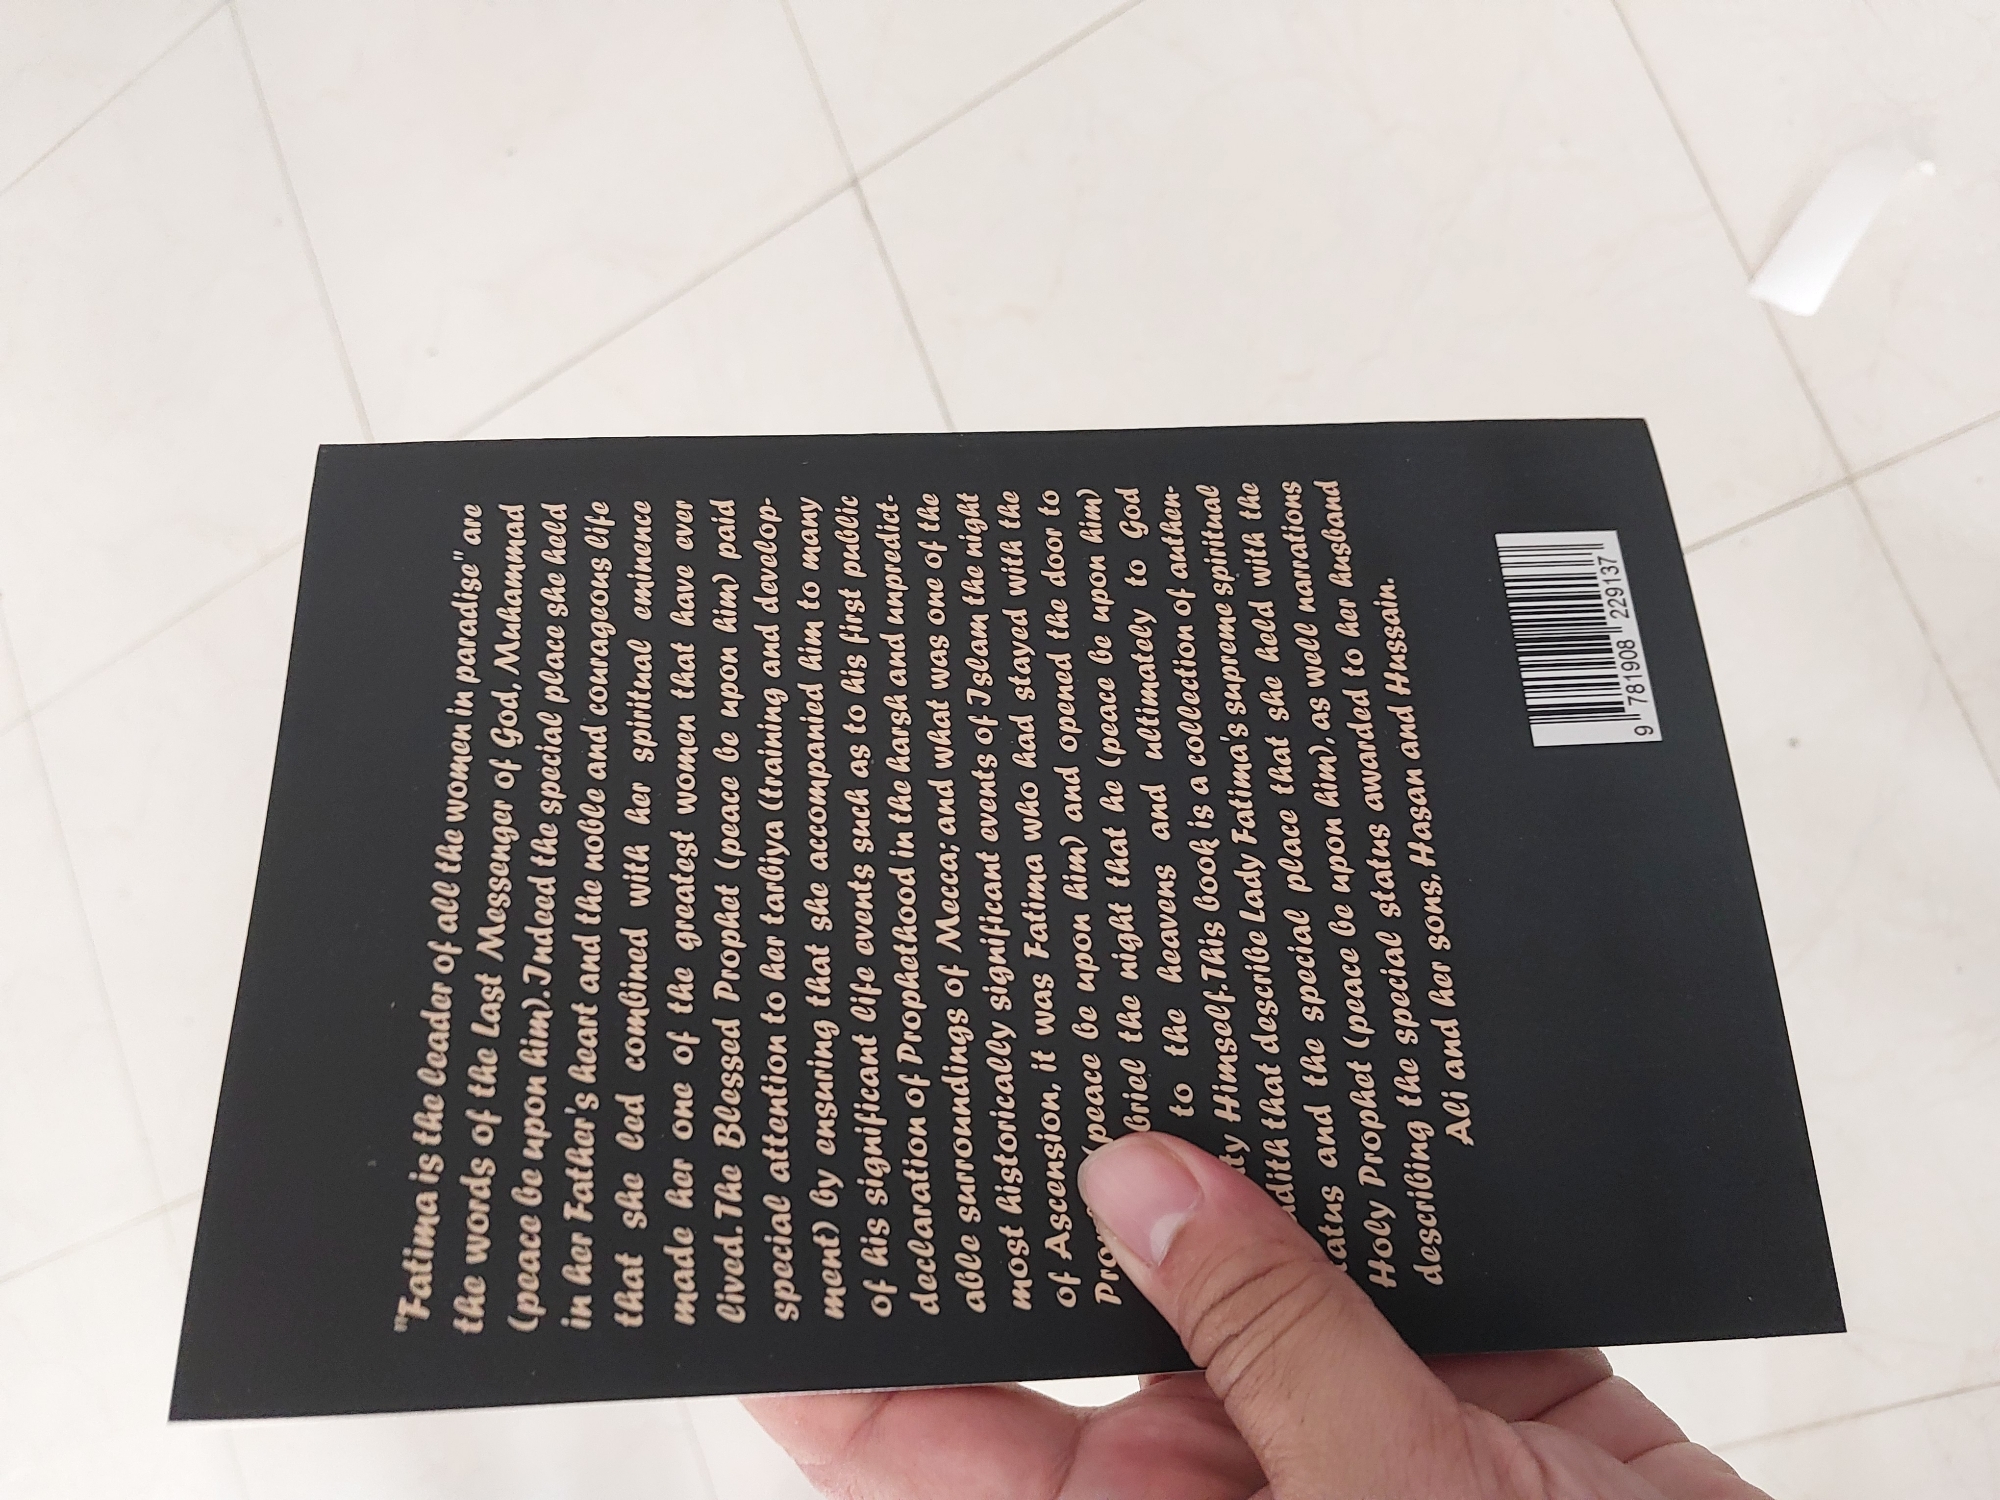 "Fatima is the leader of all the women in paradise" are
the words of the Last Messenger of God, Muhammad
(peace be upon him). Indeed the special place she held
in her Father's heart and the noble and courageous life
that she led combined with her spiritual eminence
made her one of the greatest women that have ever
lived. The Blessed Prophet (peace be upon him) paid
special attention to her tarbiya (training and develop-
ment) by ensuring that she accompanied him to many
of his significant life events such as to his first public
declaration of Prophethood in the harsh and unpredict-
able surroundings of Mecca; and what was one of the
most historically significant events of Islam the night
of Ascension, it was Fatima who had stayed with the
(peace be upon him) and opened the door to
briel the night that he (peace be upon him)
to the heavens and ultimately to God
ty Himself. This book is a collection of authen-
adith that describe Lady Fatima's supreme spiritual
tatus and the special place that she held with the
Holy Prophet (peace be upon him), as well narrations
describing the special status awarded to her husband
Ali and her sons, Hasan and Hussain.
9 781908 229137